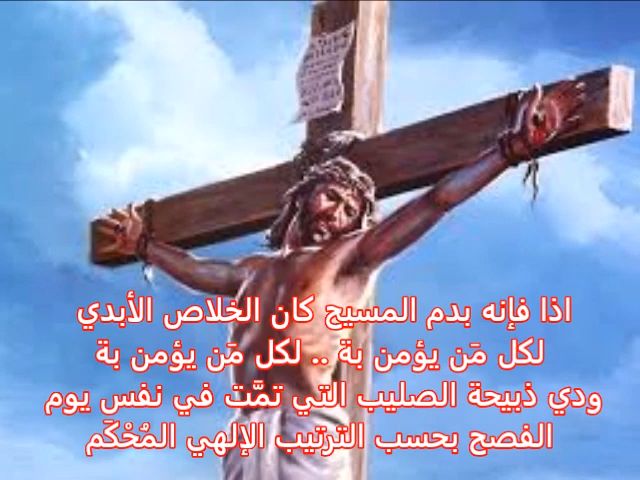 اذا فإنه بدم المسيح كان الخلاص الأبدي
لكل مَن يؤمن بة .. لكل مَن يؤمن بة
ودي ذبيحة الصليب التي تمَّت في نفس يوم
الفصح بحسب الترتيب الإلهي المُحْكَم